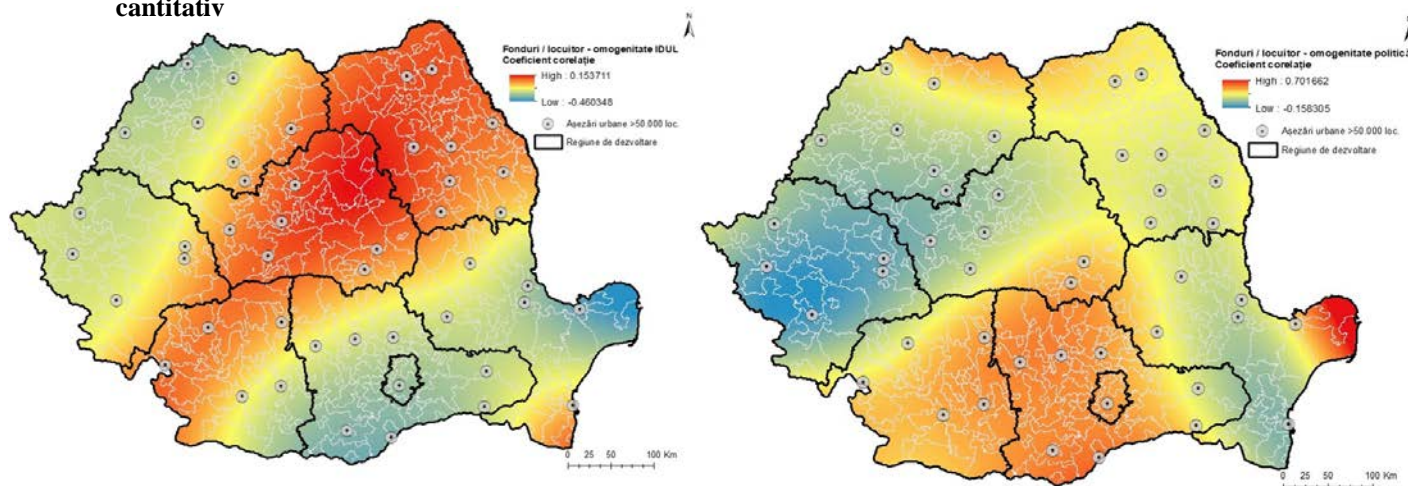 cantitativ
N
Fonduri / locuitor - omogenitate IDUL
Coeficient corelație
High : 0.153711
Low : -0.460348
Așezări urbane >50.000 loc.
Regiune de dezvoltare
0 25 50 100 Km
N
Fonduri / locuitor - omogenitate politică
Coeficient corelație
High : 0.701662
Low : -0.158305
Așezări urbane >50.000 loc.
Regiune de dezvoltare
0 25 50 100 Km